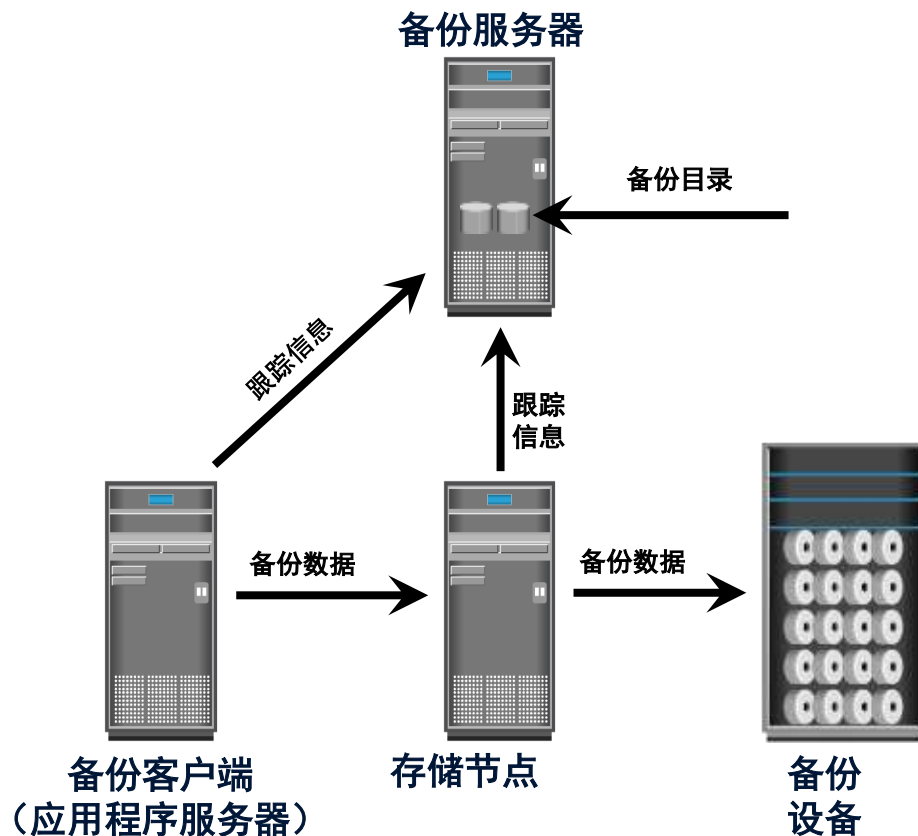 备份服务器
备份目录
跟踪信息
跟踪
信息
备份数据
备份数据
备份客户端
（应用程序服务器）
存储节点
备份
设备